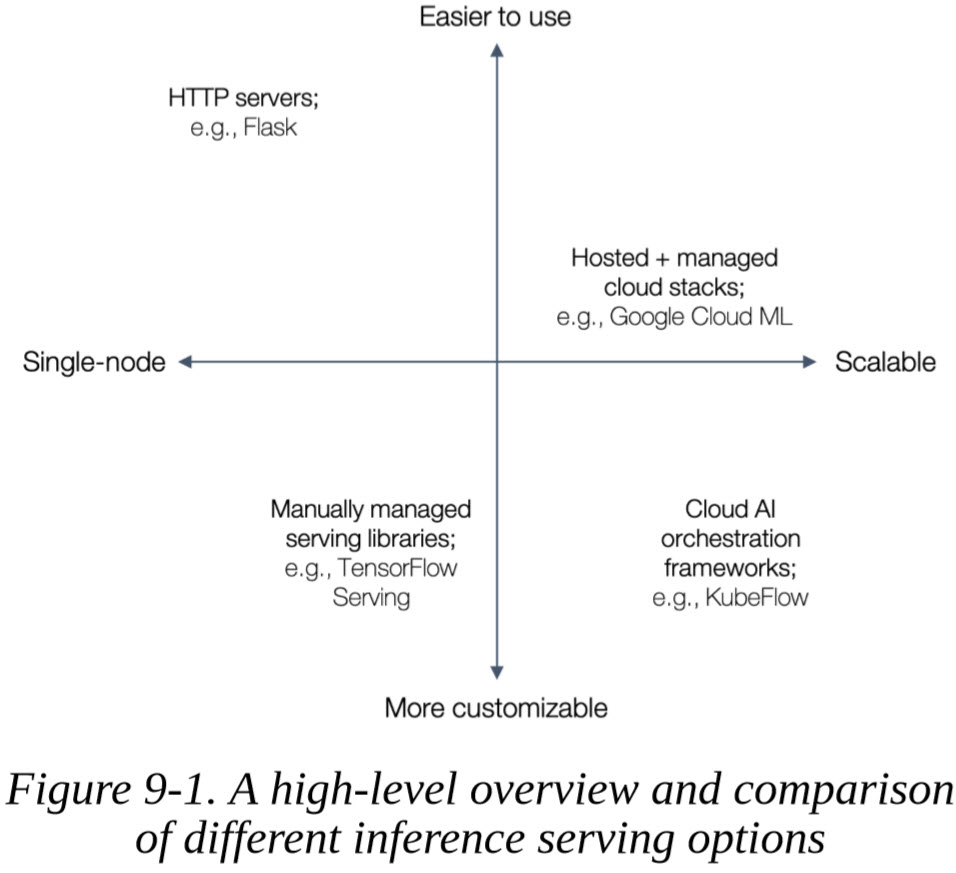 Easier to use
HTTP servers;
e.g., Flask
Hosted + managed
cloud stacks;
e.g., Google Cloud ML
Single-node
Scalable
Manually managed
serving libraries;
e.g., TensorFlow
Serving
Cloud AI
orchestration
frameworks;
e.g., KubeFlow
More customizable
Figure 9-1. A high-level overview and comparison
of different inference serving options